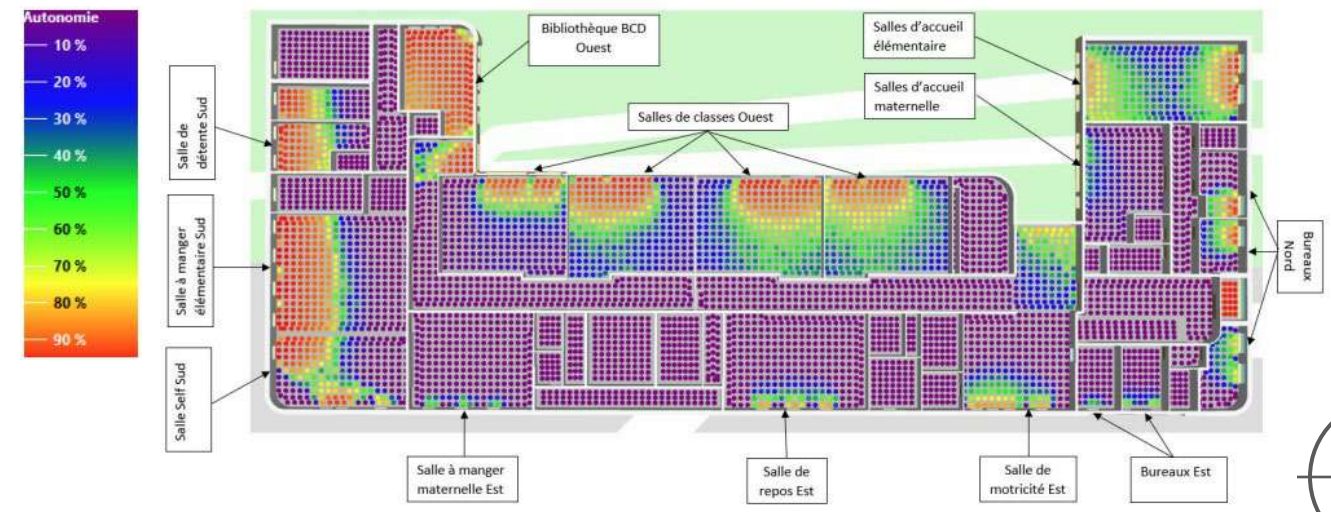 Autonomie
10 %
20 %
30 %
40 %
50 %
60 %
70 %
80 %
90 %
Salle de
détente Sud
Salle à manger
élémentaire Sud
Salle Self Sud
Bibliothèque BCD
Ouest
Salles de classes Ouest
Salles d'accueil
élémentaire
Salles d'accueil
maternelle
Bureaux
Nord
Salle à manger
maternelle Est
Salle de
repos Est
Salle de
motricité Est
Bureaux Est